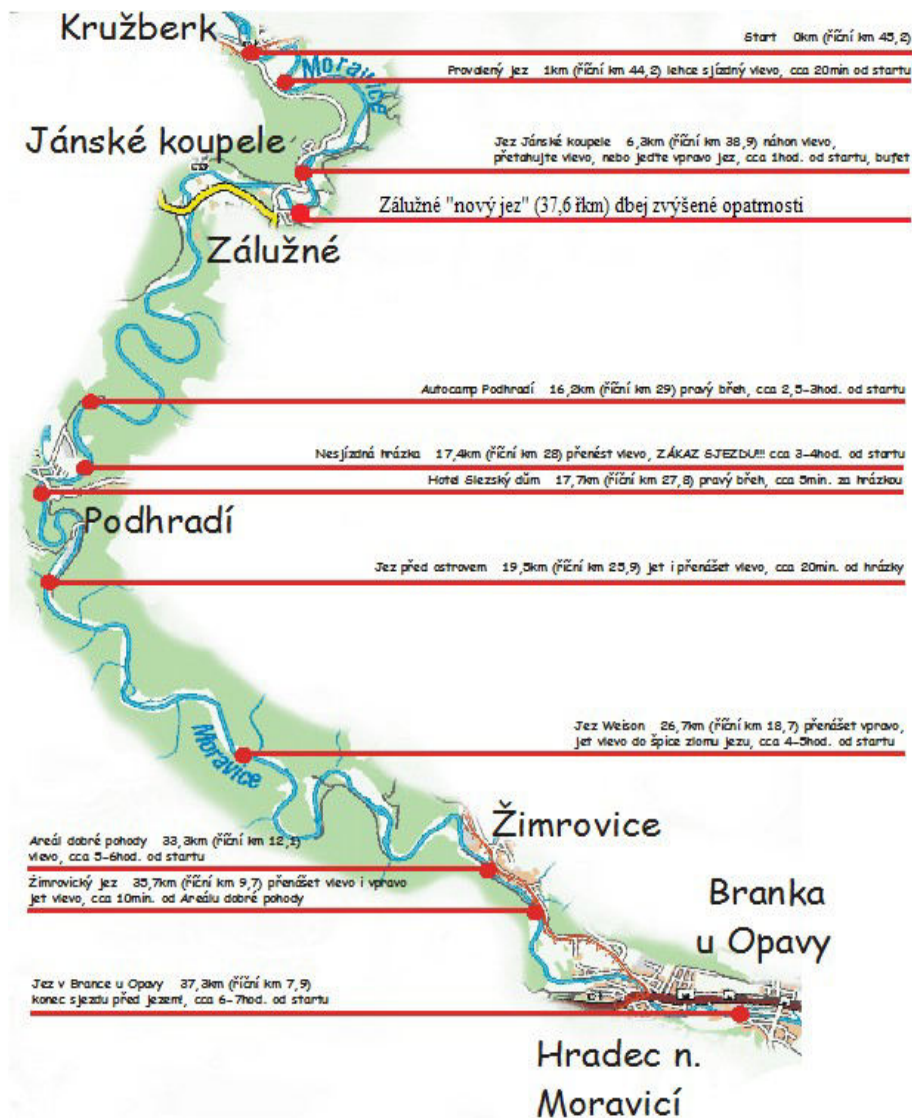 Kružberk
Start 0km (říční km 45,2)
Moravice
Provalený jez 1km (říční km 44,2) lehce sjízdný vlevo, cca 20min od startu
Jánské koupele
Jez Jánské koupele 6,3km (říční km 38,9) náhon vlevo,
přetahujte vlevo, nebo jeďte vpravo jez, cca 1hod. od startu, bufet
Zálužné "nový jez" (37,6 řkm) dbej zvýšené opatrnosti
Zálužné
Autocamp Podhradí 16,2km (říční km 29) pravý břeh, cca 2,5-3hod. od startu
Nesjízdná hrázka 17,4km (říční km 28) přenést vlevo, ZÁKAZ SJEZDU!!! cca 3-4hod. od startu
Hotel Slezský dům 17,7km (říční km 27,8) pravý břeh, cca 5min. za hrázkou
Podhradí
Jez před ostrovem 19,5km (říční km 25,9) jet i přenášet vlevo, cca 20min. od hrázky
Jez Weison 26,7km (říční km 18,7) přenášet vpravo,
jet vlevo do špice zlomu jezu, cca 4-5hod. od startu
Moravice
Žimrovice
Areál dobré pohody 33,3km (říční km 12,1)
vlevo, cca 5-6hod. od startu
Žimrovický jez 35,7km (říční km 9,7) přenášet vlevo i vpravo
jet vlevo, cca 10min. od Areálu dobré pohody
Branka
u Opavy
Jez v Brance u Opavy 37,3km (říční km 7,9)
konec sjezdu před jezem!, cca 6-7hod. od startu
Hradec n.
Moravicí